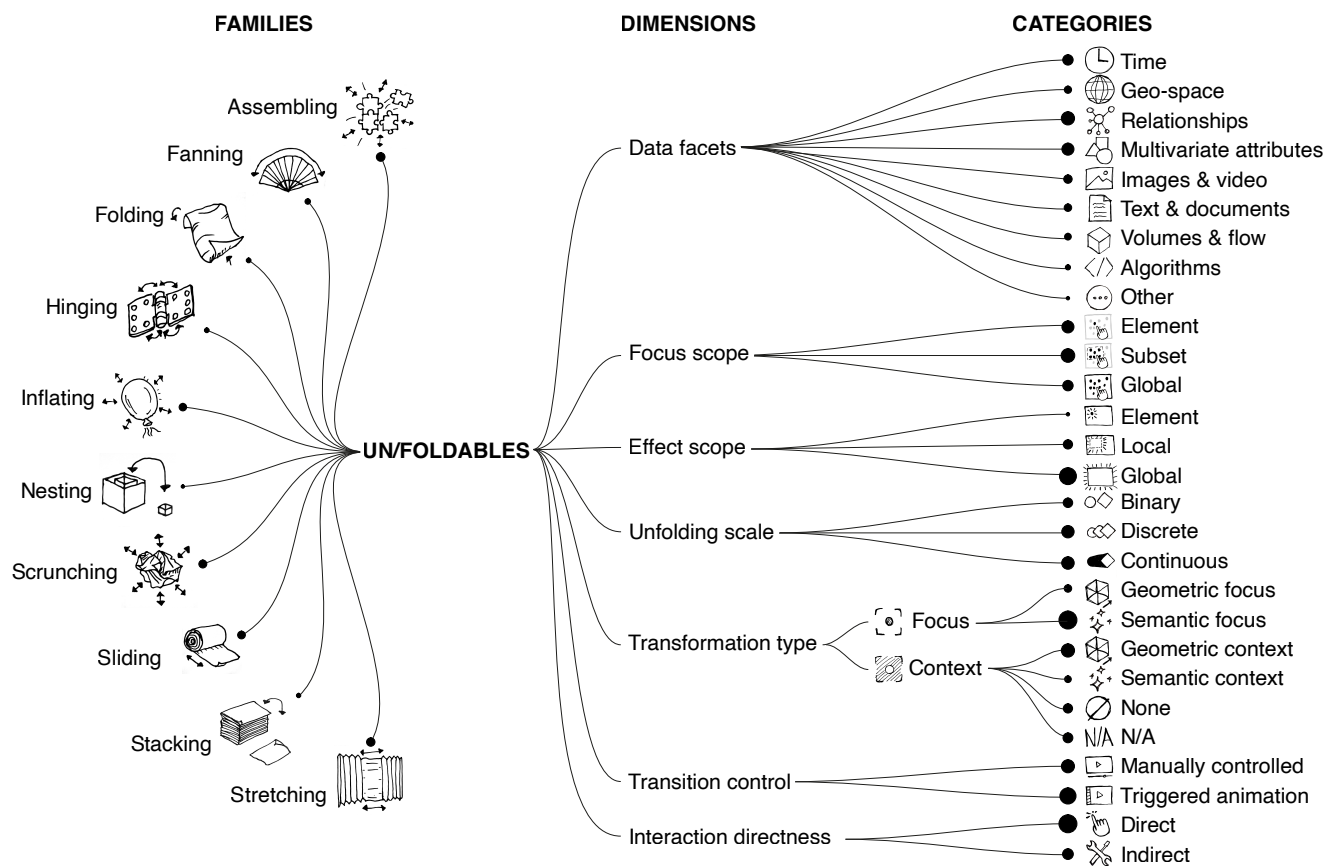 FAMILIES
DIMENSIONS
CATEGORIES
Assembling
Fanning
Folding
Hinging
Inflating
Nesting
Scrunching
Sliding
Stacking
Stretching
UN/FOLDABLES
Data facets
Time
Geo-space
Relationships
Multivariate attributes
Images & video
Text & documents
Volumes & flow
</> Algorithms
Other
Focus scope
Element
Subset
Global
Effect scope
Element
Local
Global
Unfolding scale
Binary
Discrete
Continuous
Transformation type
Focus
Geometric focus
Semantic focus
Context
Geometric context
Semantic context
None
N/A N/A
Transition control
Manually controlled
Triggered animation
Interaction directness
Direct
Indirect